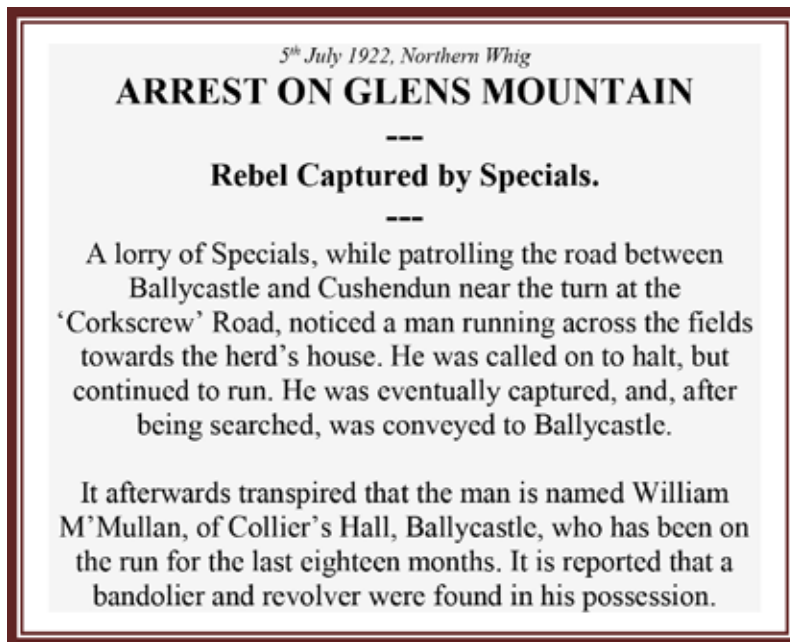 5th July 1922, Northern Whig
ARREST ON GLENS MOUNTAIN
---
Rebel Captured by Specials.
---
A lorry of Specials, while patrolling the road between
Ballycastle and Cushendun near the turn at the
‘Corkscrew’ Road, noticed a man running across the fields
towards the herd’s house. He was called on to halt, but
continued to run. He was eventually captured, and, after
being searched, was conveyed to Ballycastle.
It afterwards transpired that the man is named William
M’Mullan, of Collier’s Hall, Ballycastle, who has been on
the run for the last eighteen months. It is reported that a
bandolier and revolver were found in his possession.